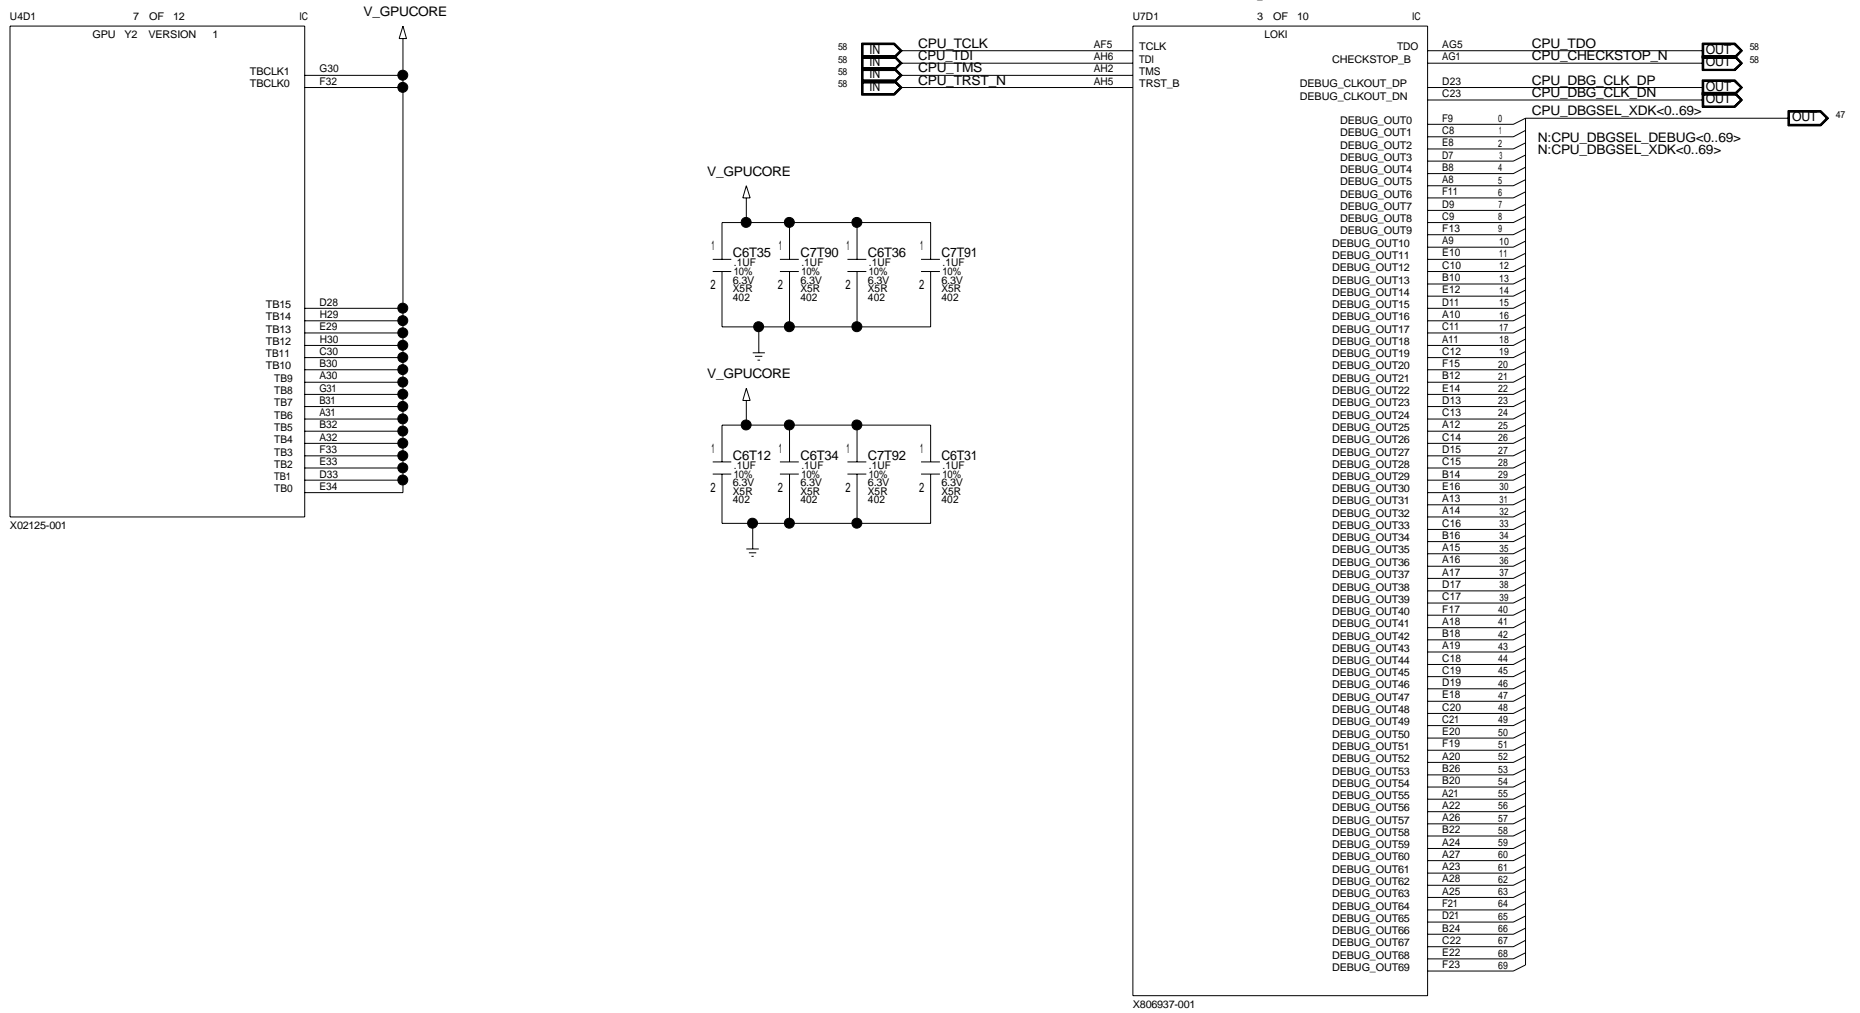 U4D1 7 OF 12 IC
GPU Y2 VERSION 1
V_GPUCORE
TBCLK1 G30
TBCLK0 F32
TB15 D28
TB14 H29
TB13 E29
TB12 H30
TB11 C30
TB10 B30
TB9 A30
TB8 G31
TB7 B31
TB6 A31
TB5 B32
TB4 A32
TB3 F33
TB2 E33
TB1 D33
TB0 E34
X02125-001
V_GPUCORE
1 C6T35 .1UF 10% 6.3V X5R 402 2
1 C7T90 .1UF 10% 6.3V X5R 402 2
1 C6T36 .1UF 10% 6.3V X5R 402 2
1 C7T91 .1UF 10% 6.3V X5R 402 2
V_GPUCORE
1 C6T12 .1UF 10% 6.3V X5R 402 2
1 C6T34 .1UF 10% 6.3V X5R 402 2
1 C7T92 .1UF 10% 6.3V X5R 402 2
1 C6T31 .1UF 10% 6.3V X5R 402 2
U7D1 3 OF 10 IC
LOKI
58 IN CPU_TCLK AF5 TCLK
58 IN CPU_TDI AH6 TDI
58 IN CPU_TMS AH2 TMS
58 IN CPU_TRST_N AH5 TRST_B
TDO AG5 CPU_TDO OUT 58
CHECKSTOP_B AG1 CPU_CHECKSTOP_N OUT 58
DEBUG_CLKOUT_DP D23 CPU_DBG_CLK_DP OUT
DEBUG_CLKOUT_DN C23 CPU_DBG_CLK_DN OUT
CPU_DBGSEL_XDK<0..69> OUT 47
N:CPU_DBGSEL_DEBUG<0..69>
N:CPU_DBGSEL_XDK<0..69>
DEBUG_OUT0 F9 0
DEBUG_OUT1 C8 1
DEBUG_OUT2 E8 2
DEBUG_OUT3 D7 3
DEBUG_OUT4 B8 4
DEBUG_OUT5 A8 5
DEBUG_OUT6 F11 6
DEBUG_OUT7 D9 7
DEBUG_OUT8 C9 8
DEBUG_OUT9 F13 9
DEBUG_OUT10 A9 10
DEBUG_OUT11 E10 11
DEBUG_OUT12 C10 12
DEBUG_OUT13 B10 13
DEBUG_OUT14 E12 14
DEBUG_OUT15 D11 15
DEBUG_OUT16 A10 16
DEBUG_OUT17 C11 17
DEBUG_OUT18 A11 18
DEBUG_OUT19 C12 19
DEBUG_OUT20 F15 20
DEBUG_OUT21 B12 21
DEBUG_OUT22 E14 22
DEBUG_OUT23 D13 23
DEBUG_OUT24 C13 24
DEBUG_OUT25 A12 25
DEBUG_OUT26 C14 26
DEBUG_OUT27 D15 27
DEBUG_OUT28 C15 28
DEBUG_OUT29 B14 29
DEBUG_OUT30 E16 30
DEBUG_OUT31 A13 31
DEBUG_OUT32 A14 32
DEBUG_OUT33 C16 33
DEBUG_OUT34 B16 34
DEBUG_OUT35 A15 35
DEBUG_OUT36 A16 36
DEBUG_OUT37 A17 37
DEBUG_OUT38 D17 38
DEBUG_OUT39 C17 39
DEBUG_OUT40 F17 40
DEBUG_OUT41 A18 41
DEBUG_OUT42 B18 42
DEBUG_OUT43 A19 43
DEBUG_OUT44 C18 44
DEBUG_OUT45 C19 45
DEBUG_OUT46 D19 46
DEBUG_OUT47 E18 47
DEBUG_OUT48 C20 48
DEBUG_OUT49 C21 49
DEBUG_OUT50 E20 50
DEBUG_OUT51 F19 51
DEBUG_OUT52 A20 52
DEBUG_OUT53 B26 53
DEBUG_OUT54 B20 54
DEBUG_OUT55 A21 55
DEBUG_OUT56 A22 56
DEBUG_OUT57 A26 57
DEBUG_OUT58 B22 58
DEBUG_OUT59 A24 59
DEBUG_OUT60 A27 60
DEBUG_OUT61 A23 61
DEBUG_OUT62 A28 62
DEBUG_OUT63 A25 63
DEBUG_OUT64 F21 64
DEBUG_OUT65 D21 65
DEBUG_OUT66 B24 66
DEBUG_OUT67 C22 67
DEBUG_OUT68 E22 68
DEBUG_OUT69 F23 69
X806937-001